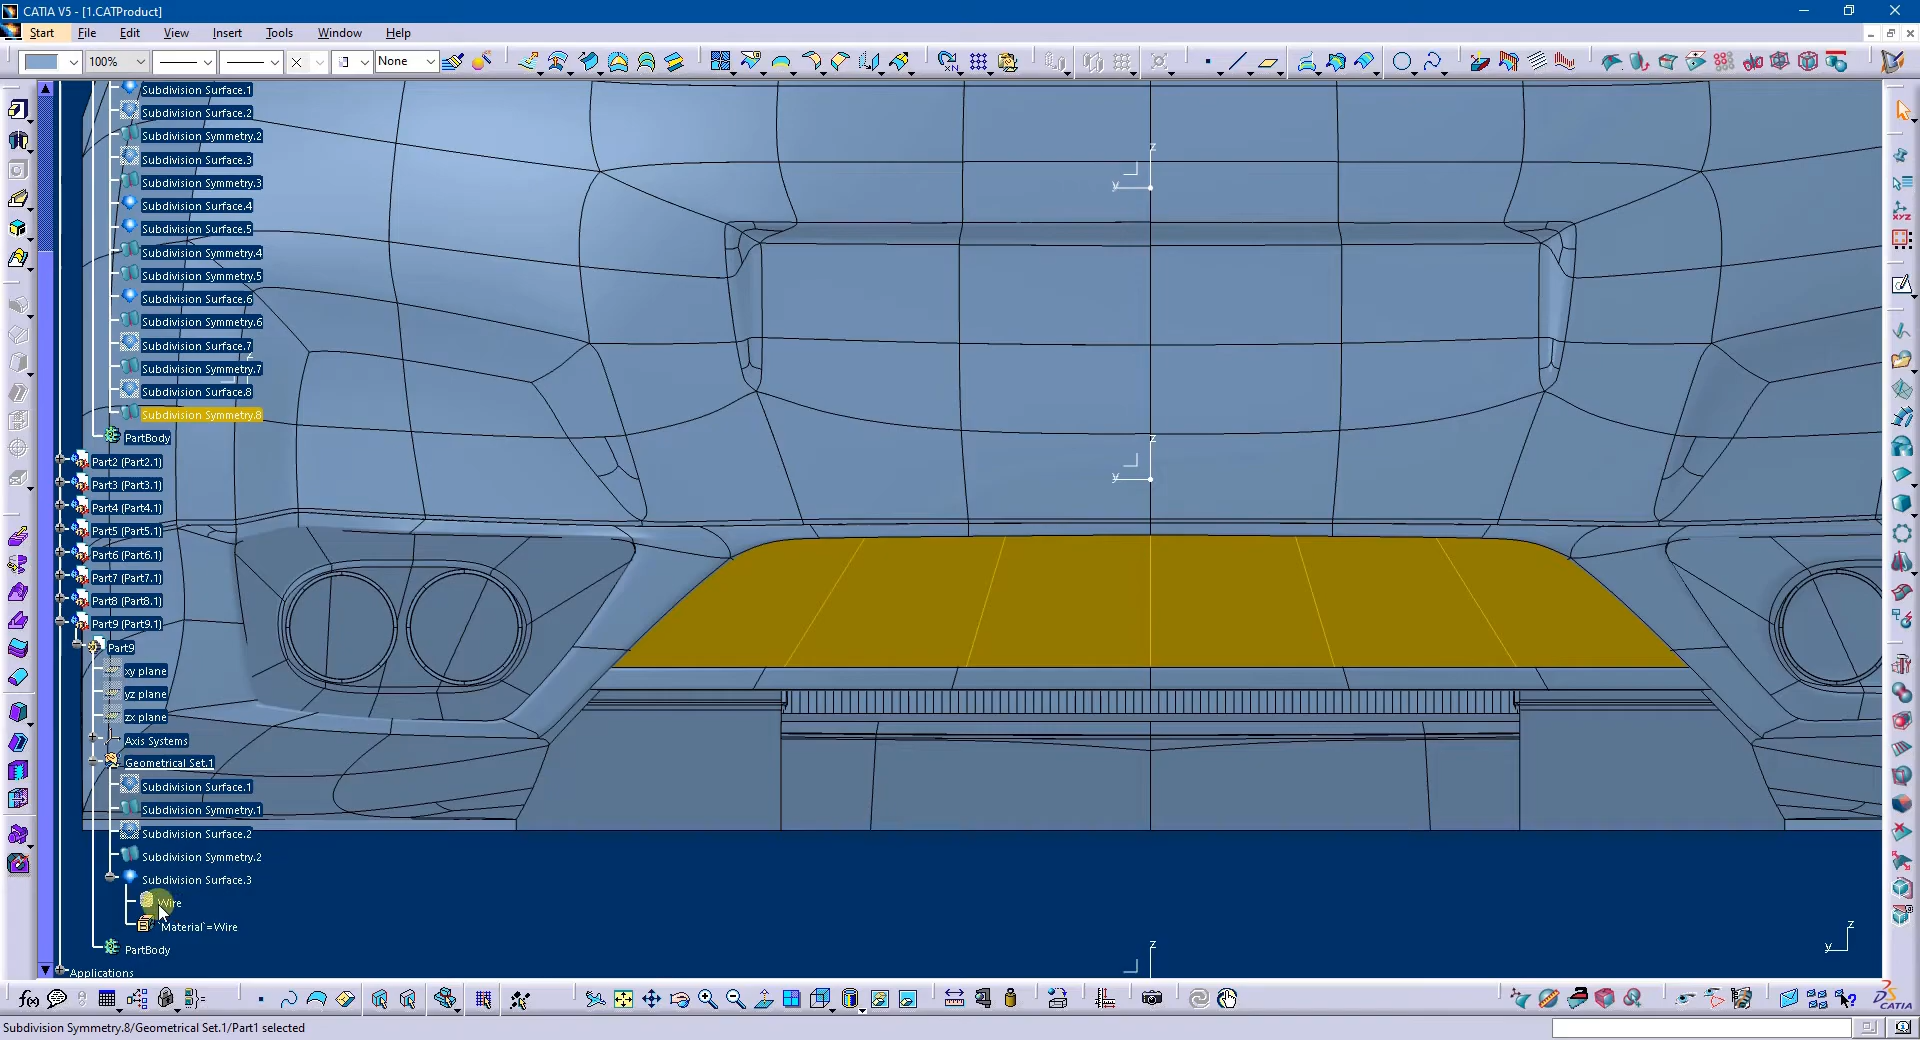 CATIA V5 - [1.CATProduct]
Start File Edit View Insert Tools Window Help
100% None
Subdivision Surface.1
Subdivision Surface.2
Subdivision Symmetry.2
Subdivision Surface.3
Subdivision Symmetry.3
Subdivision Surface.4
Subdivision Surface.5
Subdivision Symmetry.4
Subdivision Symmetry.5
Subdivision Surface.6
Subdivision Symmetry.6
Subdivision Surface.7
Subdivision Symmetry.7
Subdivision Surface.8
Subdivision Symmetry.8
PartBody
Part2 (Part2.1)
Part3 (Part3.1)
Part4 (Part4.1)
Part5 (Part5.1)
Part6 (Part6.1)
Part7 (Part7.1)
Part8 (Part8.1)
Part9 (Part9.1)
Part9
xy plane
yz plane
zx plane
Axis Systems
Geometrical Set.1
Subdivision Surface.1
Subdivision Symmetry.1
Subdivision Surface.2
Subdivision Symmetry.2
Subdivision Surface.3
Wire
Material`=Wire
PartBody
Applications
z
y
z
y
z
z
y
CATIA
Subdivision Symmetry.8/Geometrical Set.1/Part1 selected